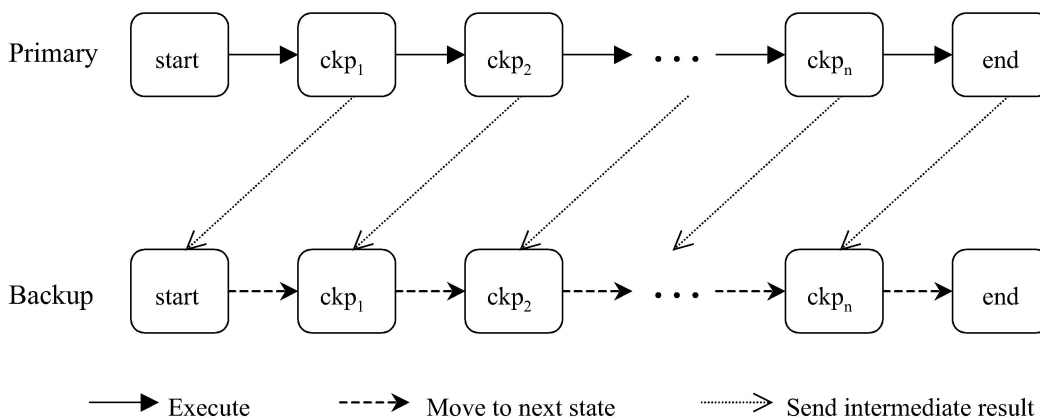 Primary start ckp₁ ckp₂ ... ckpₙ end
Backup start ckp₁ ckp₂ ... ckpₙ end
Execute Move to next state Send intermediate result